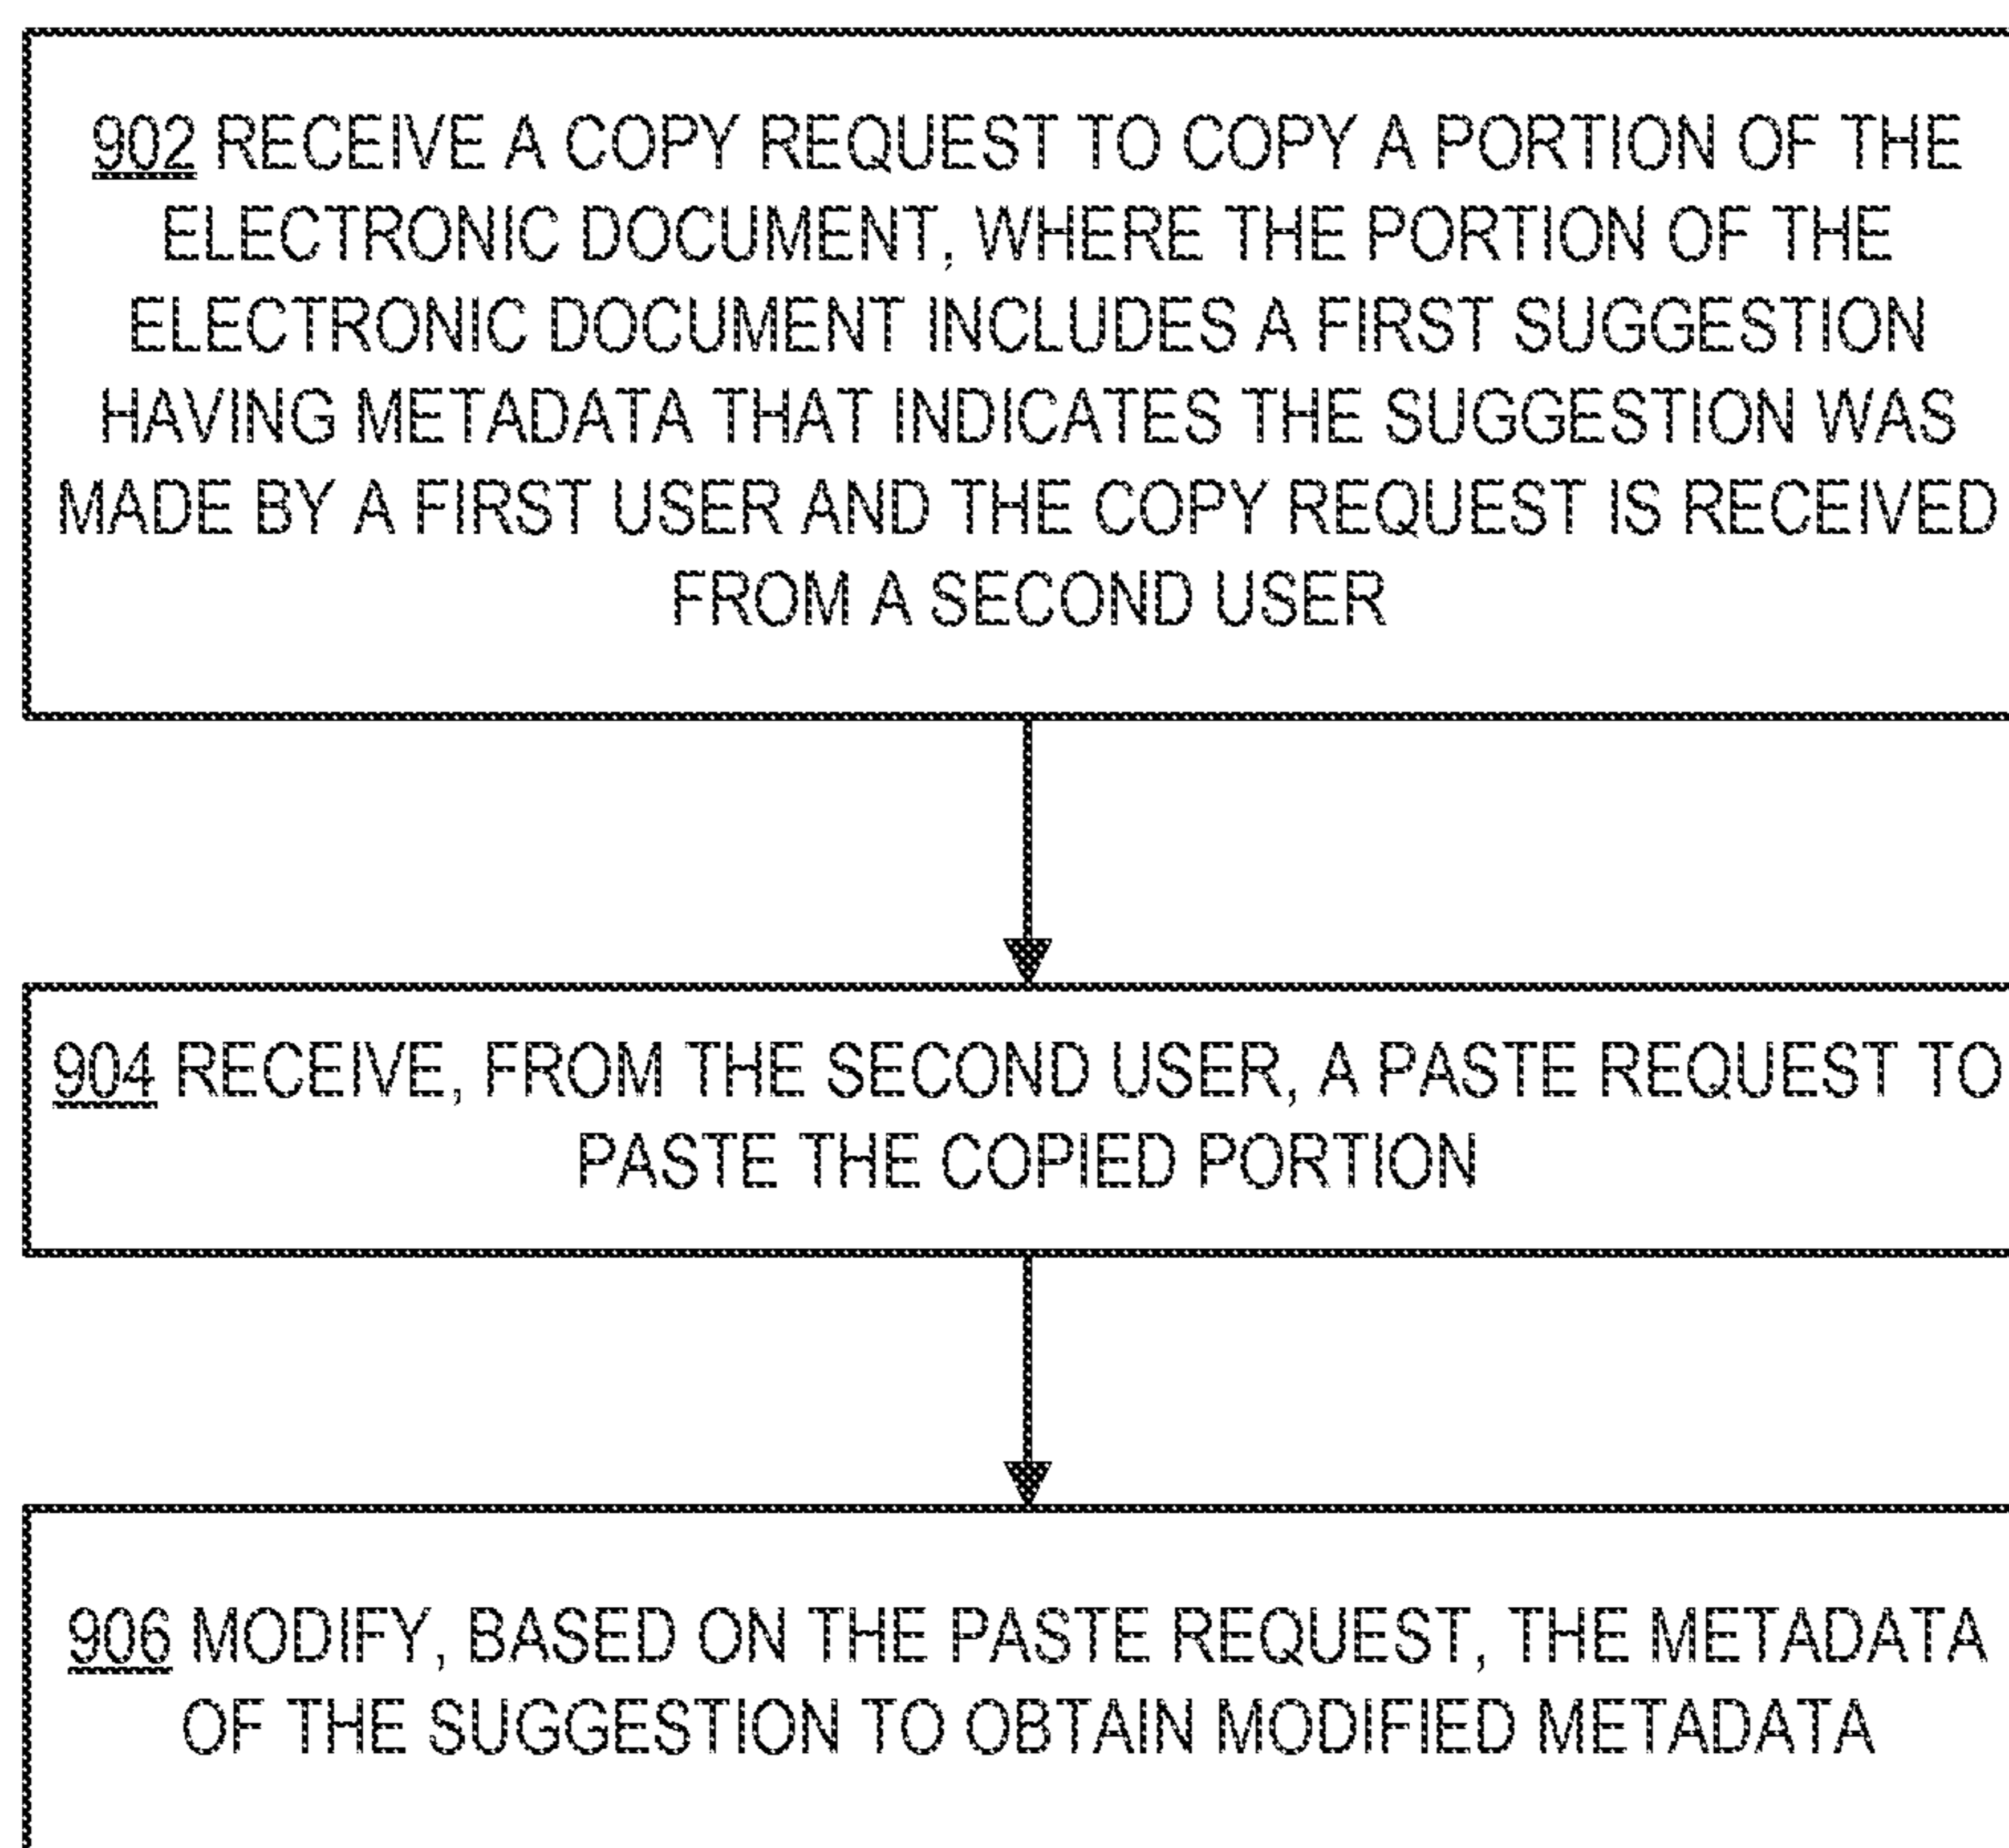 902 RECEIVE A COPY REQUEST TO COPY A PORTION OF THE
ELECTRONIC DOCUMENT, WHERE THE PORTION OF THE
ELECTRONIC DOCUMENT INCLUDES A FIRST SUGGESTION
HAVING METADATA THAT INDICATES THE SUGGESTION WAS
MADE BY A FIRST USER AND THE COPY REQUEST IS RECEIVED
FROM A SECOND USER
904 RECEIVE, FROM THE SECOND USER, A PASTE REQUEST TO
PASTE THE COPIED PORTION
906 MODIFY, BASED ON THE PASTE REQUEST, THE METADATA
OF THE SUGGESTION TO OBTAIN MODIFIED METADATA